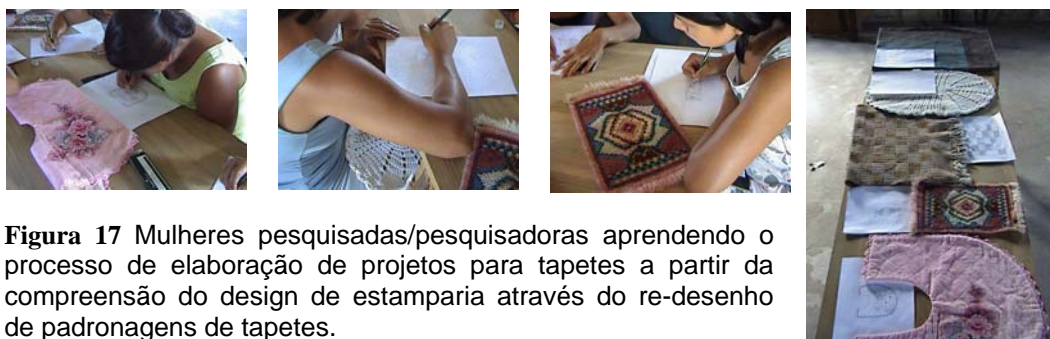 Figura 17 Mulheres pesquisadas/pesquisadoras aprendendo o
processo de elaboração de projetos para tapetes a partir da
compreensão do design de estamparia através do re-desenho
de padronagens de tapetes.